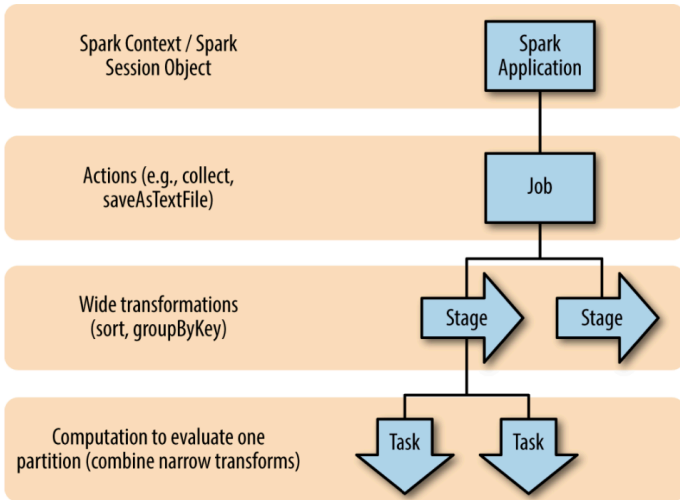 Spark Context / Spark
Session Object
Spark
Application
Actions (e.g., collect,
saveAsTextFile)
Job
Wide transformations
(sort, groupByKey)
Stage
Stage
Computation to evaluate one
partition (combine narrow transforms)
Task
Task